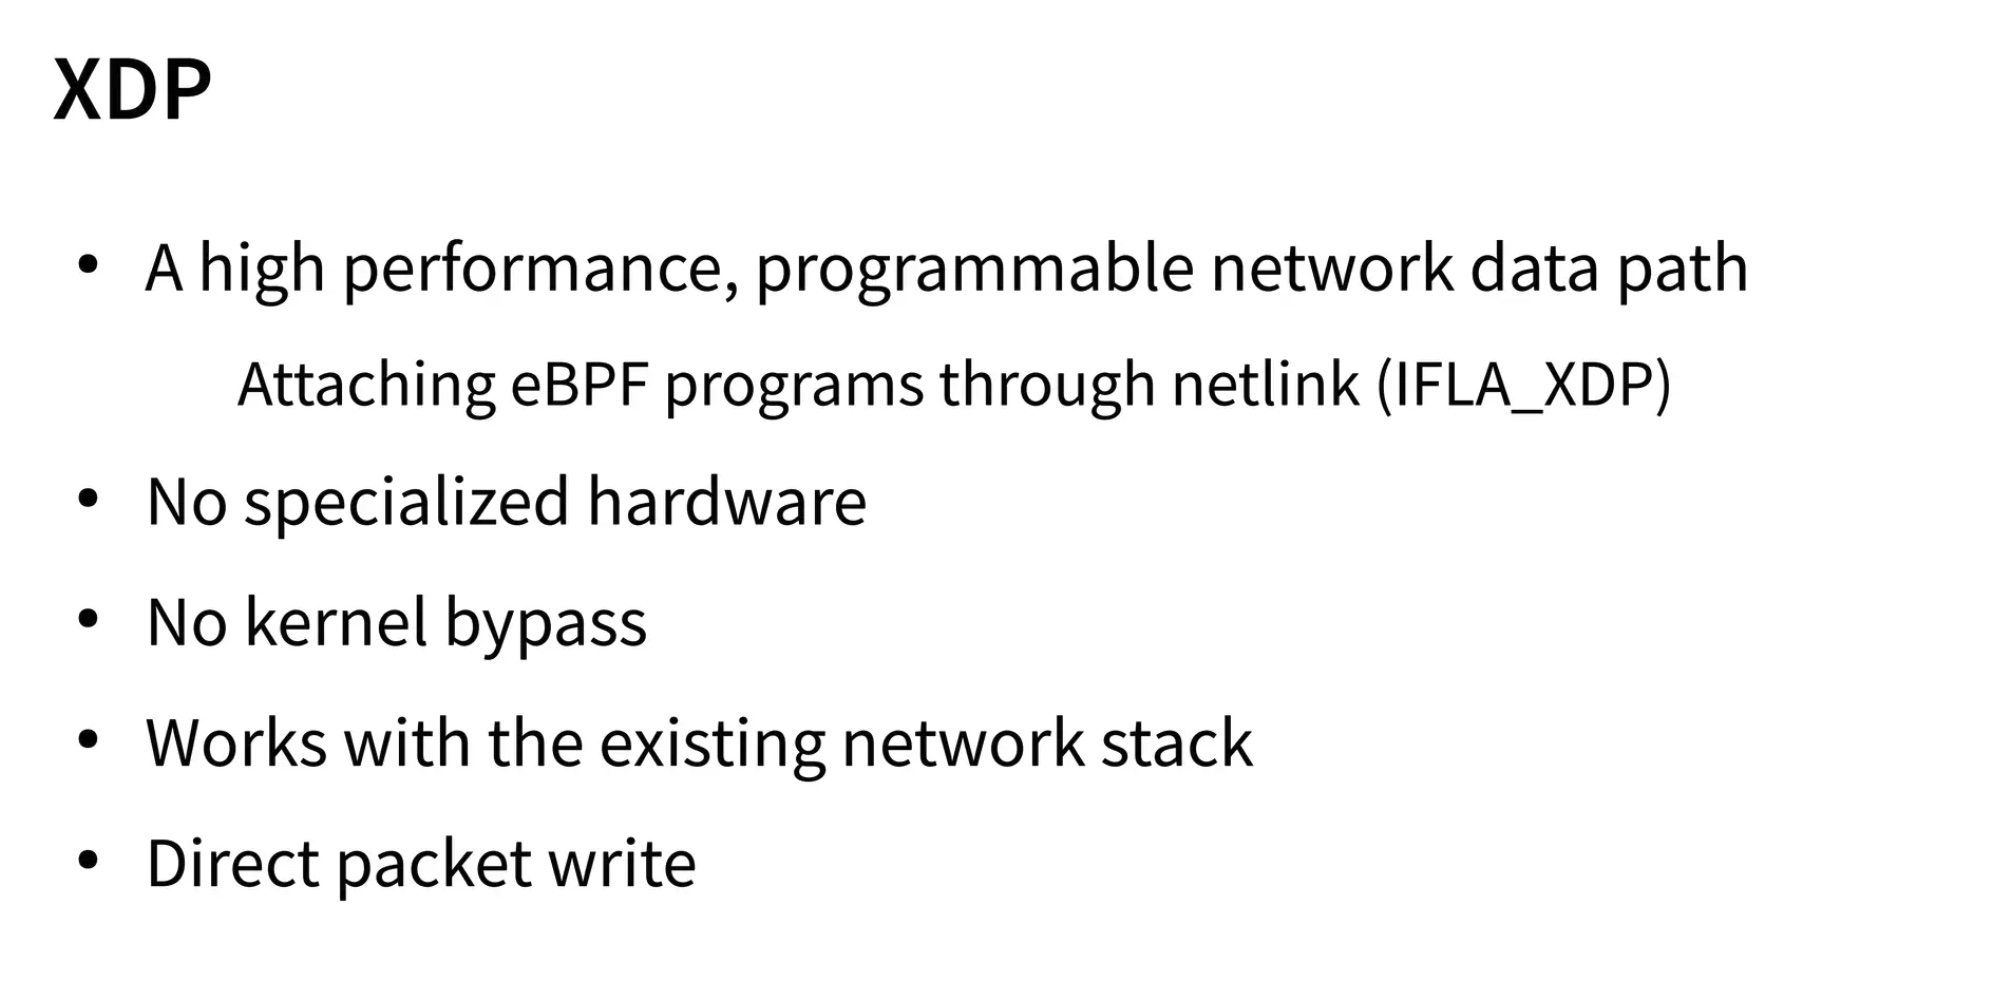 XDP
• A high performance, programmable network data path
Attaching eBPF programs through netlink (IFLA_XDP)
• No specialized hardware
• No kernel bypass
• Works with the existing network stack
• Direct packet write